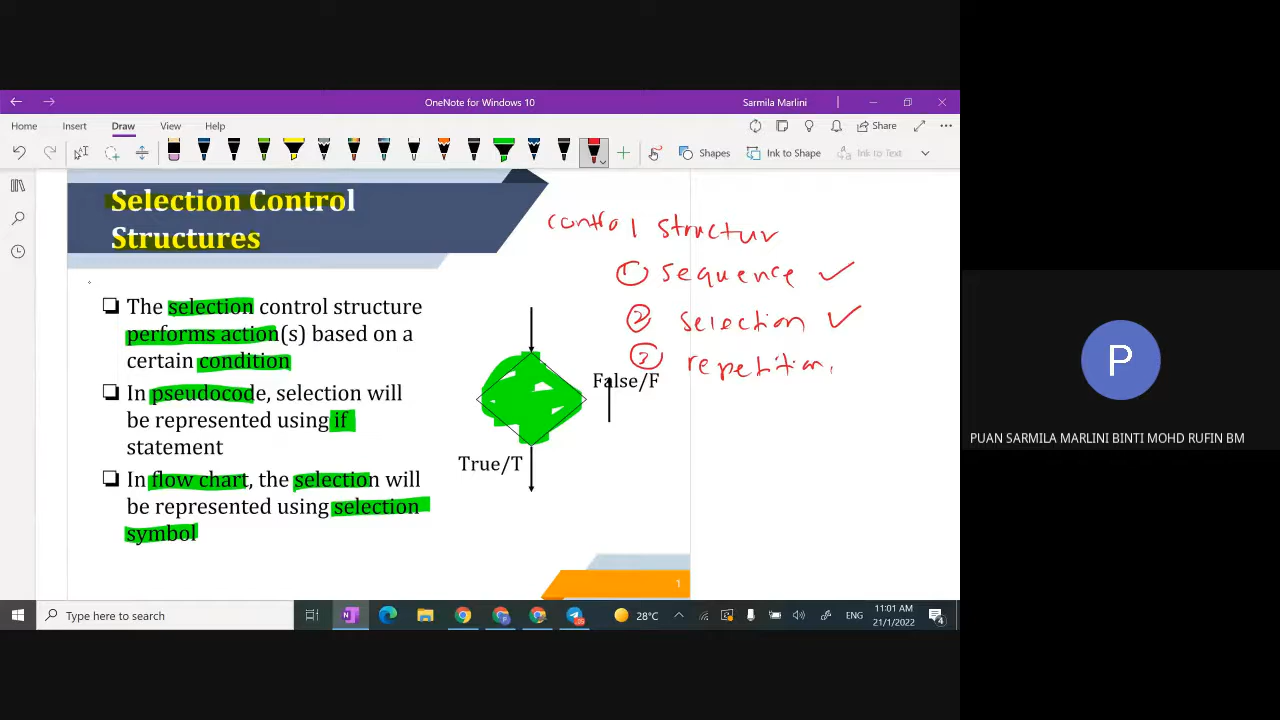 OneNote for Windows 10
Sarmila Marlini
Home Insert Draw View Help
Share
Shapes
Ink to Shape
Ink to Text
Selection Control
Structures
control structur
① sequence ✓
② selection ✓
③ repetition
❑ The selection control structure
performs action(s) based on a
certain condition
❑ In pseudocode, selection will
be represented using if
statement
❑ In flow chart, the selection will
be represented using selection
symbol
False/F
True/T
1
P
PUAN SARMILA MARLINI BINTI MOHD RUFIN BM
Type here to search
28°C
ENG
11:01 AM
21/1/2022
4